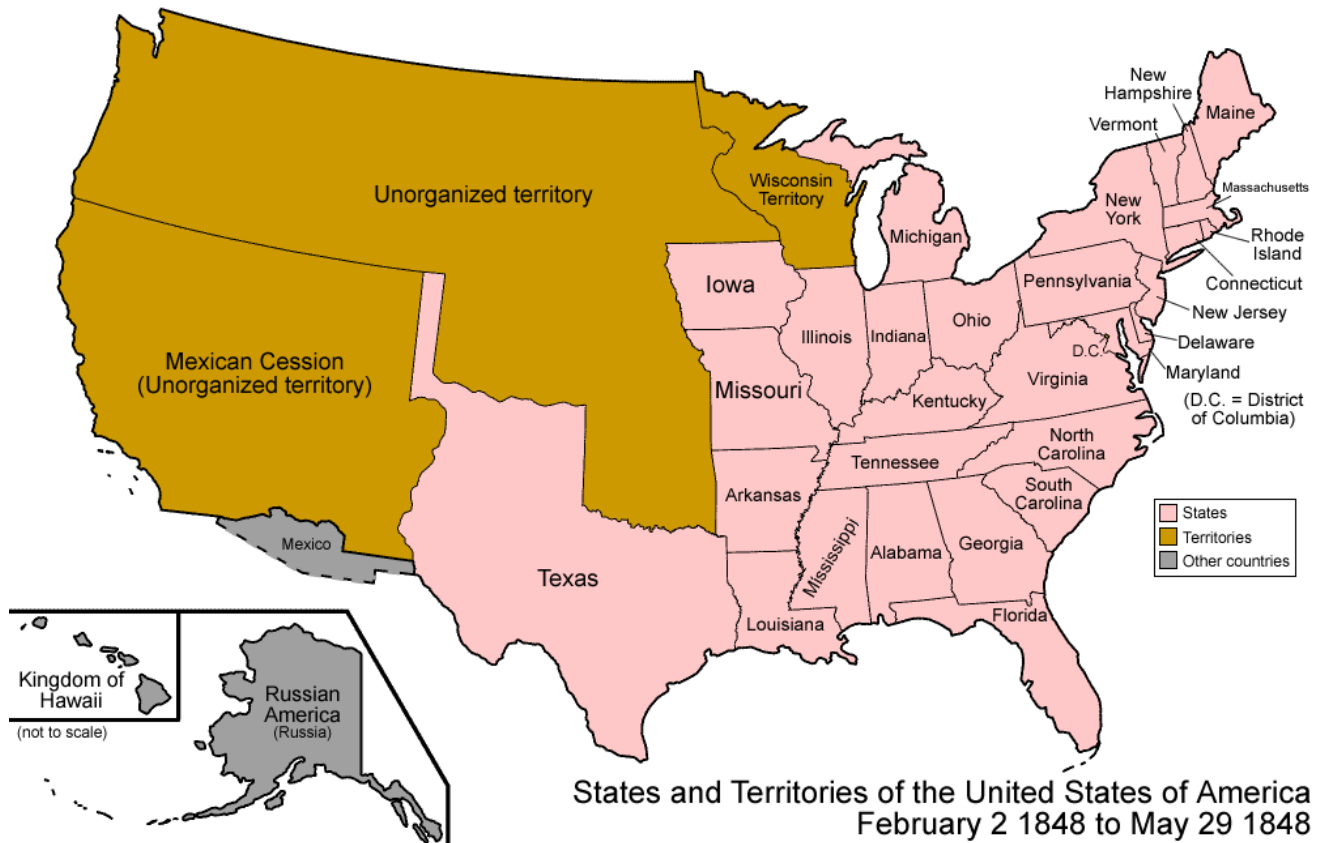 New
Hampshire
Maine
Vermont
Unorganized territory
Wisconsin
Territory
Massachusetts
New
York
Michigan
Rhode
Island
Pennsylvania
Connecticut
Iowa
New Jersey
Ohio
Illinois
Indiana
Delaware
D.C.
Mexican Cession
(Unorganized territory)
Maryland
Virginia
Missouri
Kentucky
(D.C. = District
of Columbia)
North
Carolina
Tennessee
South
Carolina
Arkansas
States
Territories
Other countries
Mexico
Mississippi
Alabama
Georgia
Texas
Louisiana
Florida
Kingdom of
Hawaii
(not to scale)
Russian
America
(Russia)
States and Territories of the United States of America
February 2 1848 to May 29 1848